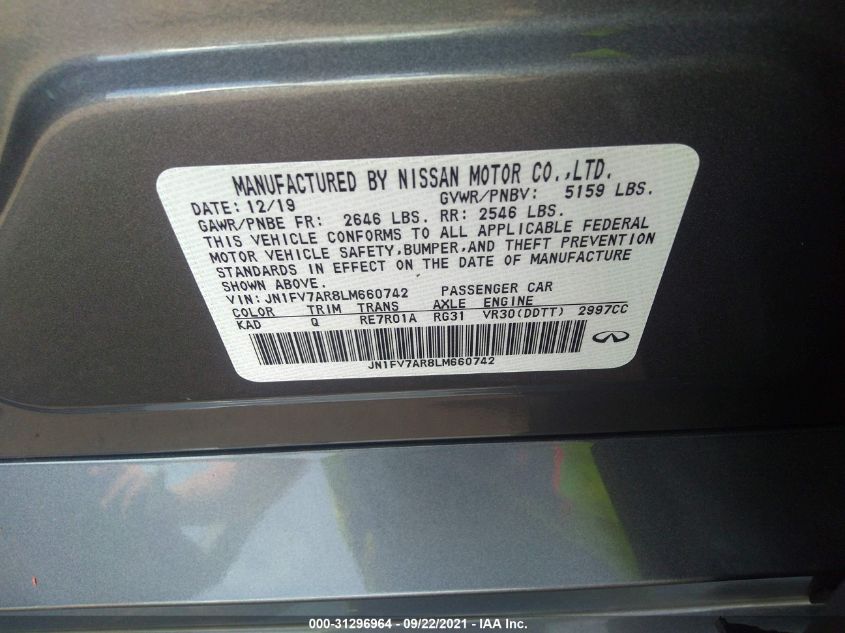 MANUFACTURED BY NISSAN MOTOR CO.,LTD.
DATE: 12/19 GVWR/PNBV: 5159 LBS.
GAWR/PNBE FR: 2646 LBS. RR: 2546 LBS.
THIS VEHICLE CONFORMS TO ALL APPLICABLE FEDERAL
MOTOR VEHICLE SAFETY,BUMPER,AND THEFT PREVENTION
STANDARDS IN EFFECT ON THE DATE OF MANUFACTURE
SHOWN ABOVE.
VIN: JN1FV7AR8LM660742 PASSENGER CAR
COLOR TRIM TRANS AXLE ENGINE
KAD Q RE7R01A RG31 VR30(DDTT) 2997CC
JN1FV7AR8LM660742
000-31296964 - 09/22/2021 - IAA Inc.